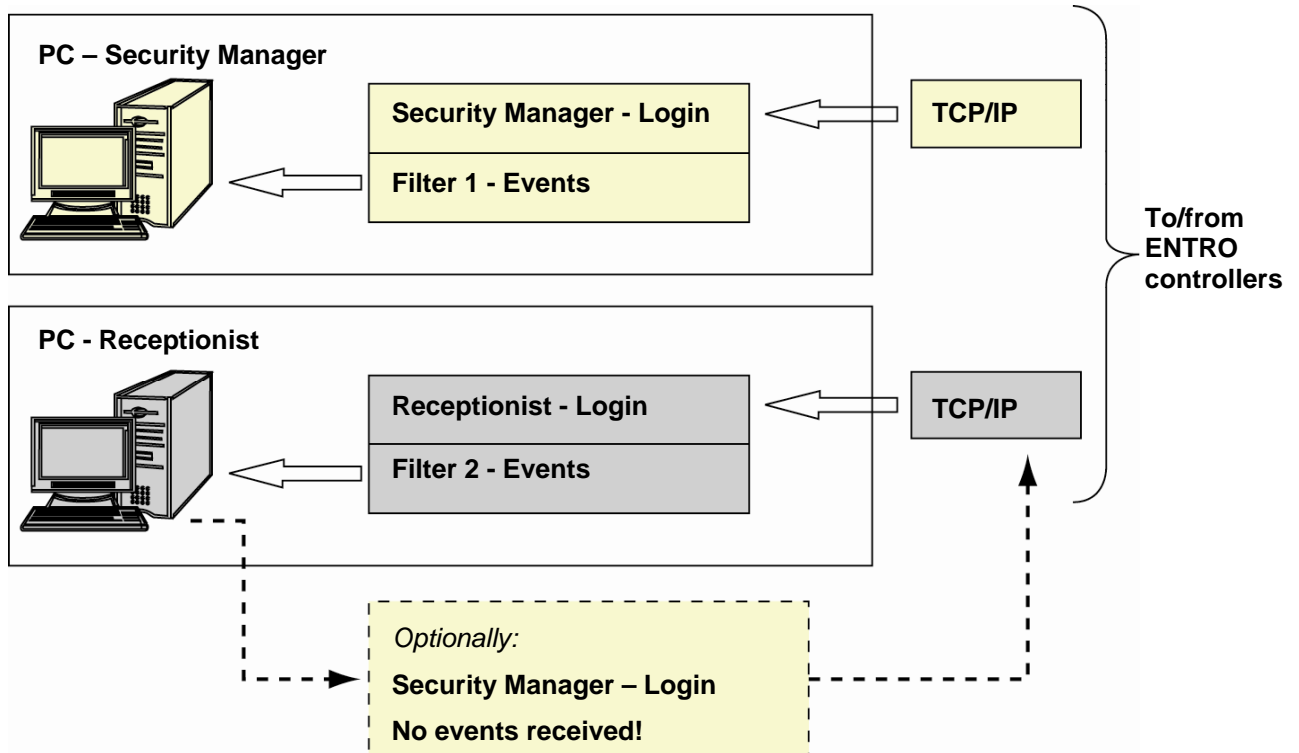 PC – Security Manager
Security Manager - Login
TCP/IP
Filter 1 - Events
To/from
ENTRO
controllers
PC - Receptionist
Receptionist - Login
TCP/IP
Filter 2 - Events
Optionally:
Security Manager – Login
No events received!